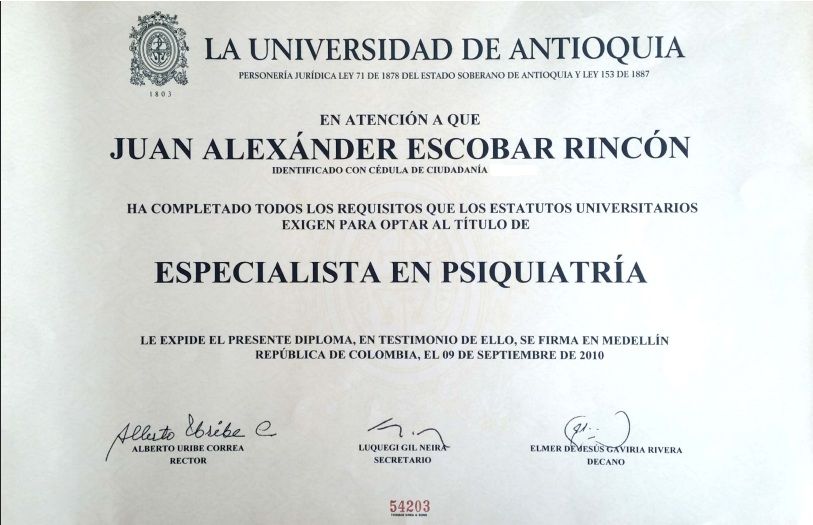 LA UNIVERSIDAD DE ANTIOQUIA
PERSONERÍA JURÍDICA LEY 71 DE 1878 DEL ESTADO SOBERANO DE ANTIOQUIA Y LEY 153 DE 1887
1803
EN ATENCIÓN A QUE
JUAN ALEXÁNDER ESCOBAR RINCÓN
IDENTIFICADO CON CÉDULA DE CIUDADANÍA
HA COMPLETADO TODOS LOS REQUISITOS QUE LOS ESTATUTOS UNIVERSITARIOS
EXIGEN PARA OPTAR AL TÍTULO DE
ESPECIALISTA EN PSIQUIATRÍA
LE EXPIDE EL PRESENTE DIPLOMA, EN TESTIMONIO DE ELLO, SE FIRMA EN MEDELLÍN
REPÚBLICA DE COLOMBIA, EL 09 DE SEPTIEMBRE DE 2010
Alberto Uribe C
ALBERTO URIBE CORREA
RECTOR
LUQUEGI GIL NEIRA
SECRETARIO
ELMER DE JESÚS GAVIRIA RIVERA
DECANO
54203